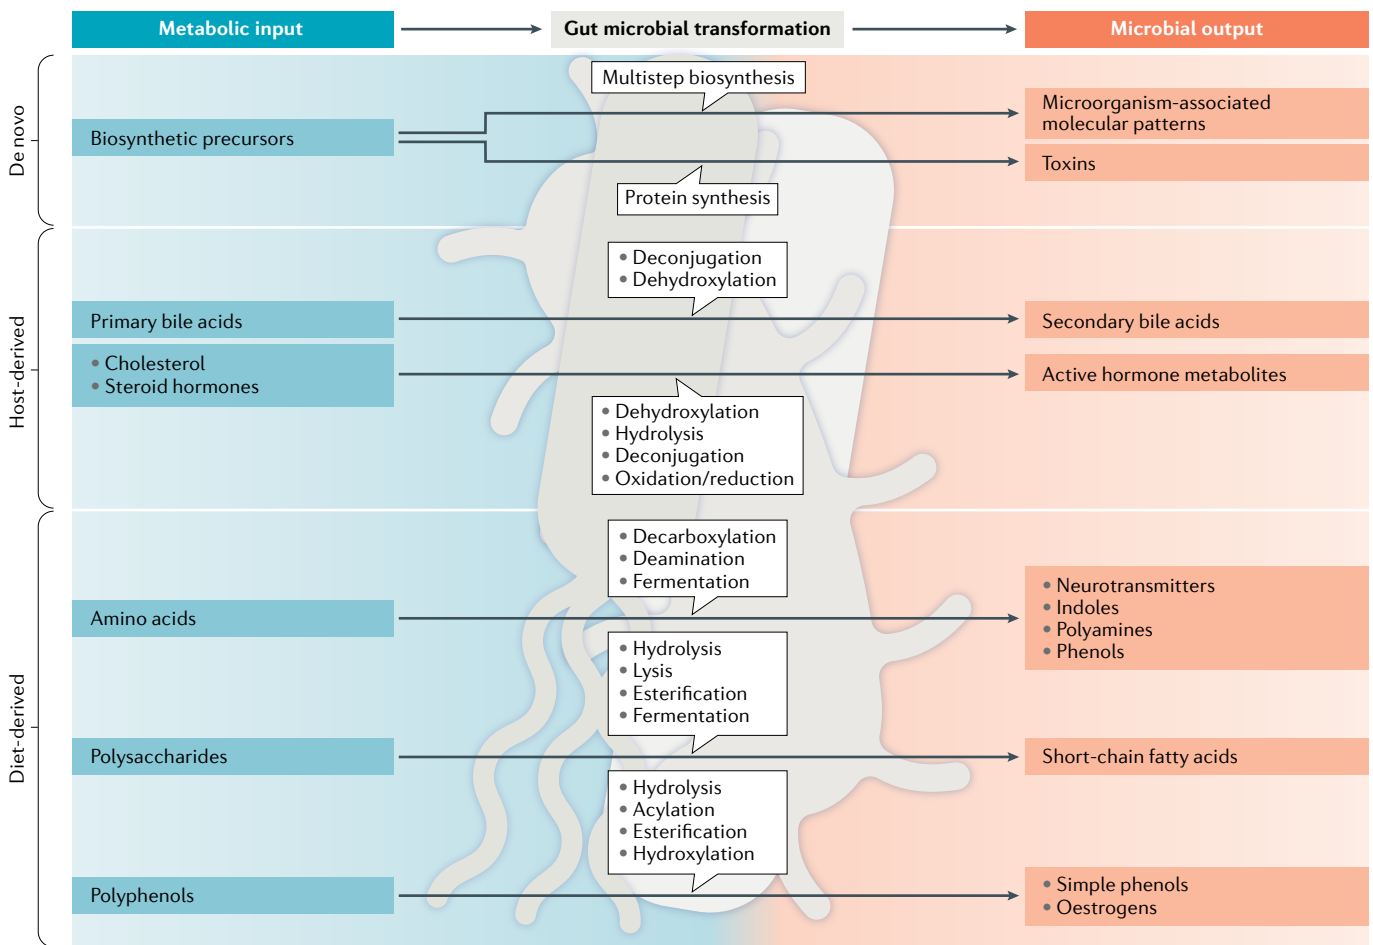 Metabolic input
Gut microbial transformation
Microbial output
De novo
Multistep biosynthesis
Biosynthetic precursors
Microorganism-associated
molecular patterns
Toxins
Protein synthesis
Host-derived
• Deconjugation
• Dehydroxylation
Primary bile acids
Secondary bile acids
• Cholesterol
• Steroid hormones
Active hormone metabolites
• Dehydroxylation
• Hydrolysis
• Deconjugation
• Oxidation/reduction
Diet-derived
• Decarboxylation
• Deamination
• Fermentation
Amino acids
• Neurotransmitters
• Indoles
• Polyamines
• Phenols
• Hydrolysis
• Lysis
• Esterification
• Fermentation
Polysaccharides
Short-chain fatty acids
• Hydrolysis
• Acylation
• Esterification
• Hydroxylation
Polyphenols
• Simple phenols
• Oestrogens